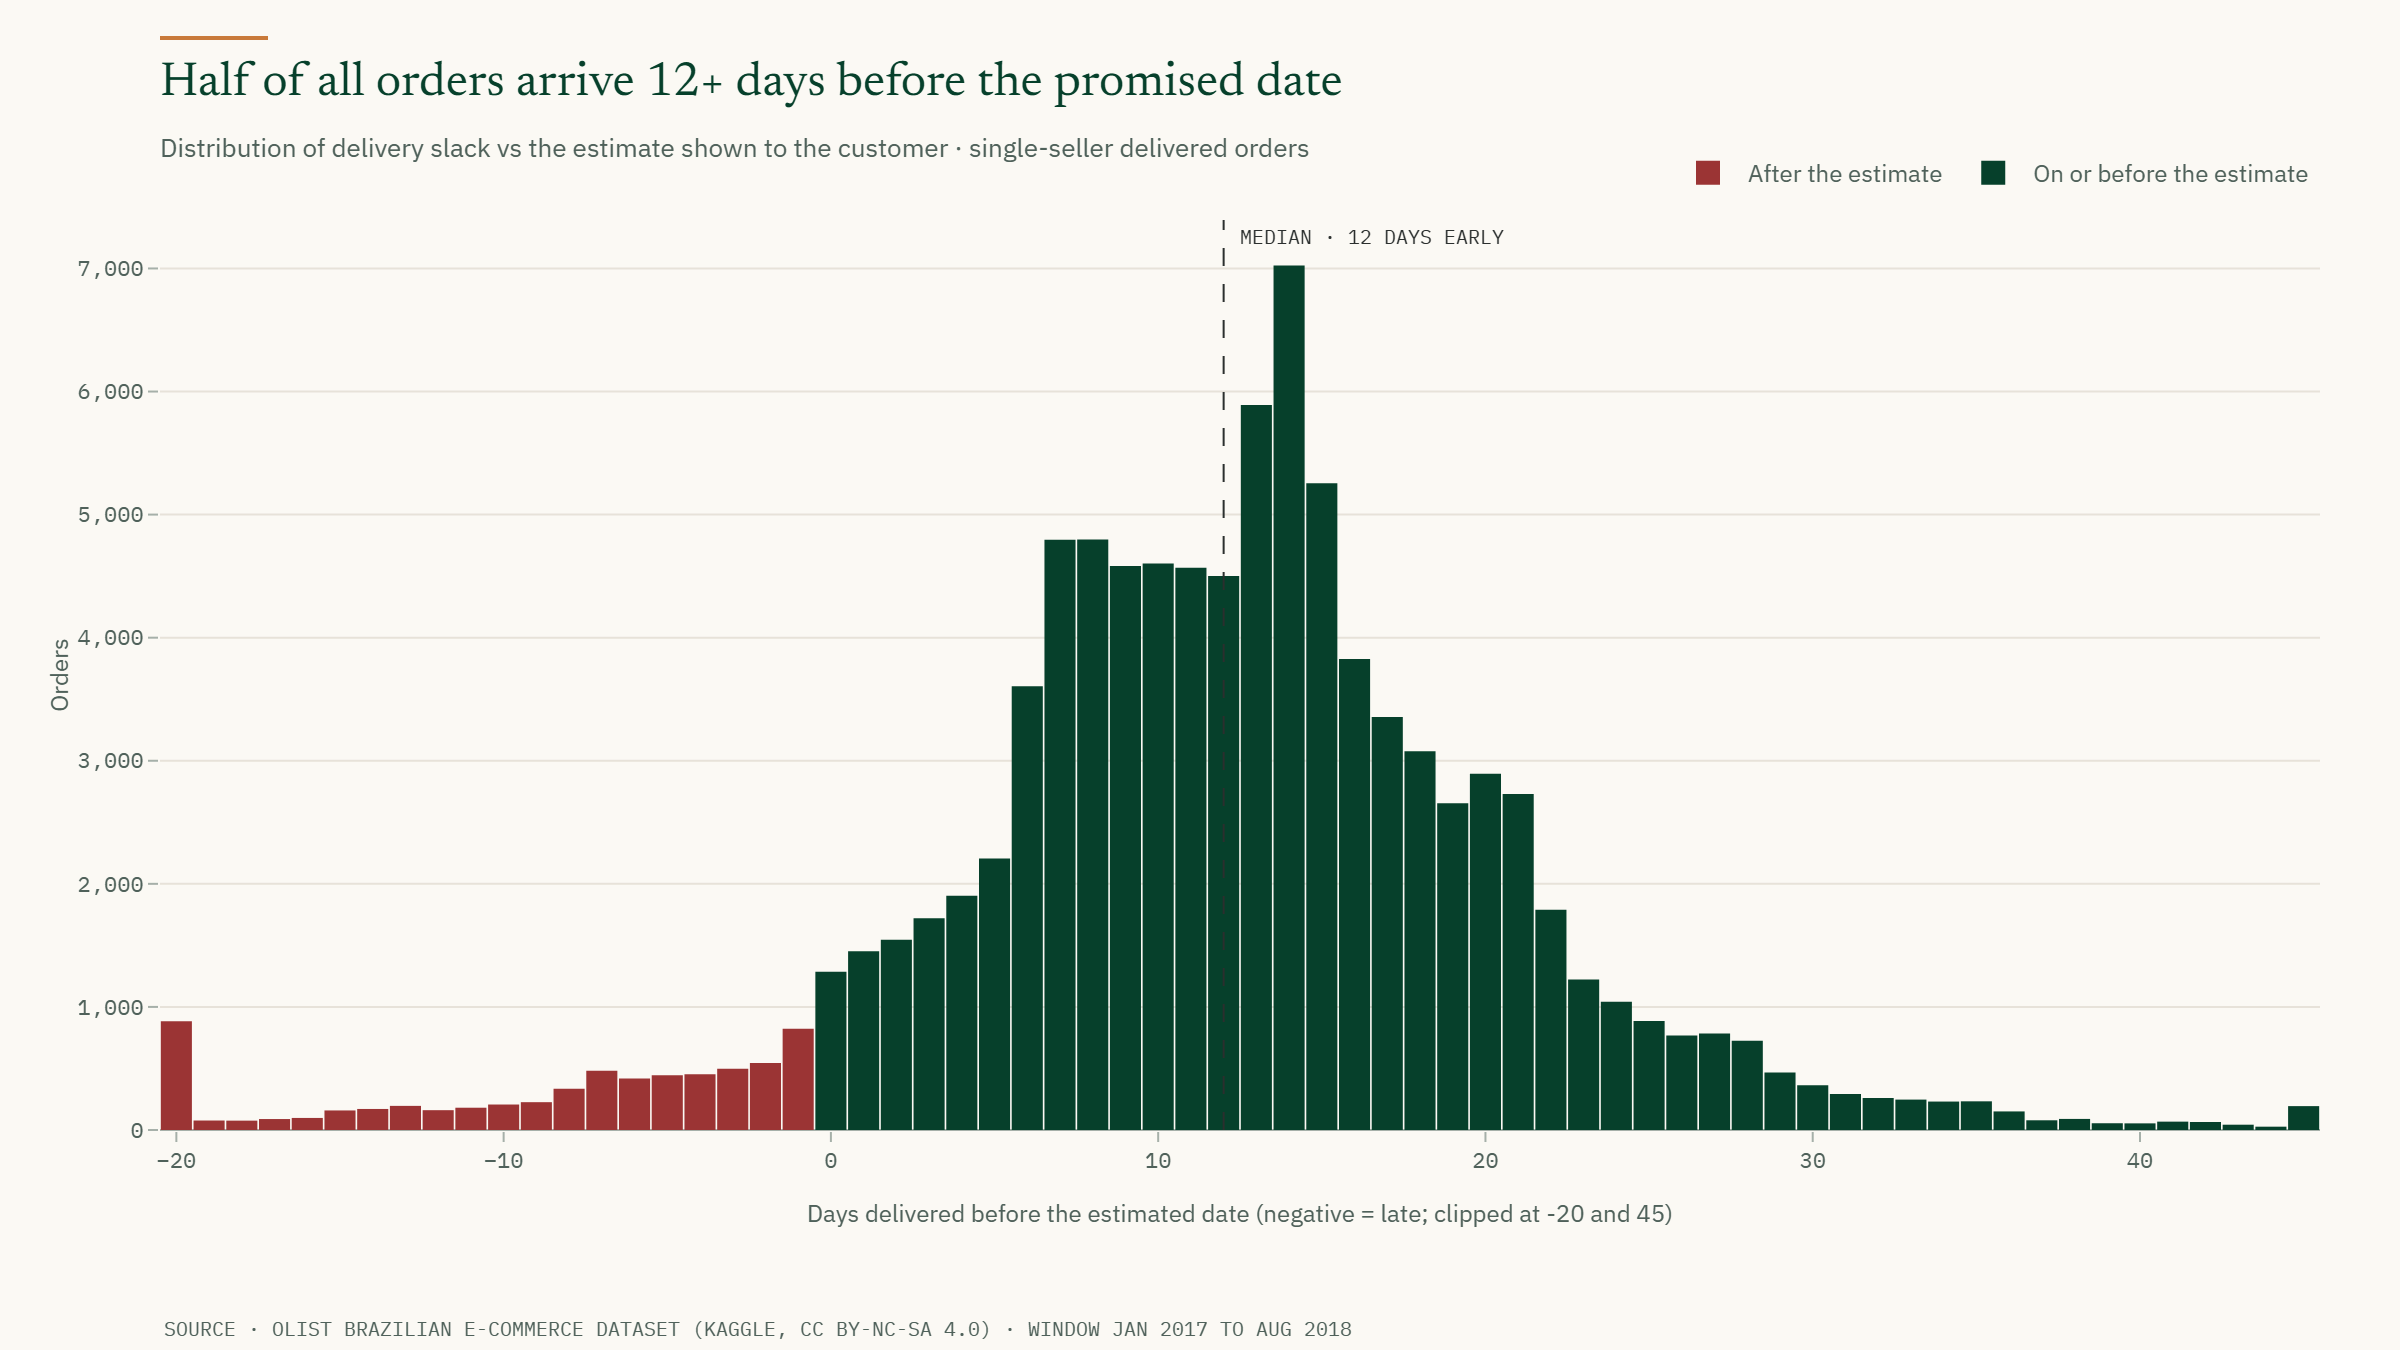 Half of all orders arrive 12+ days before the promised date
Distribution of delivery slack vs the estimate shown to the customer · single-seller delivered orders
After the estimate
On or before the estimate
MEDIAN · 12 DAYS EARLY
7,000
6,000
5,000
4,000
3,000
2,000
1,000
0
Orders
−20
−10
0
10
20
30
40
Days delivered before the estimated date (negative = late; clipped at -20 and 45)
SOURCE · OLIST BRAZILIAN E-COMMERCE DATASET (KAGGLE, CC BY-NC-SA 4.0) · WINDOW JAN 2017 TO AUG 2018